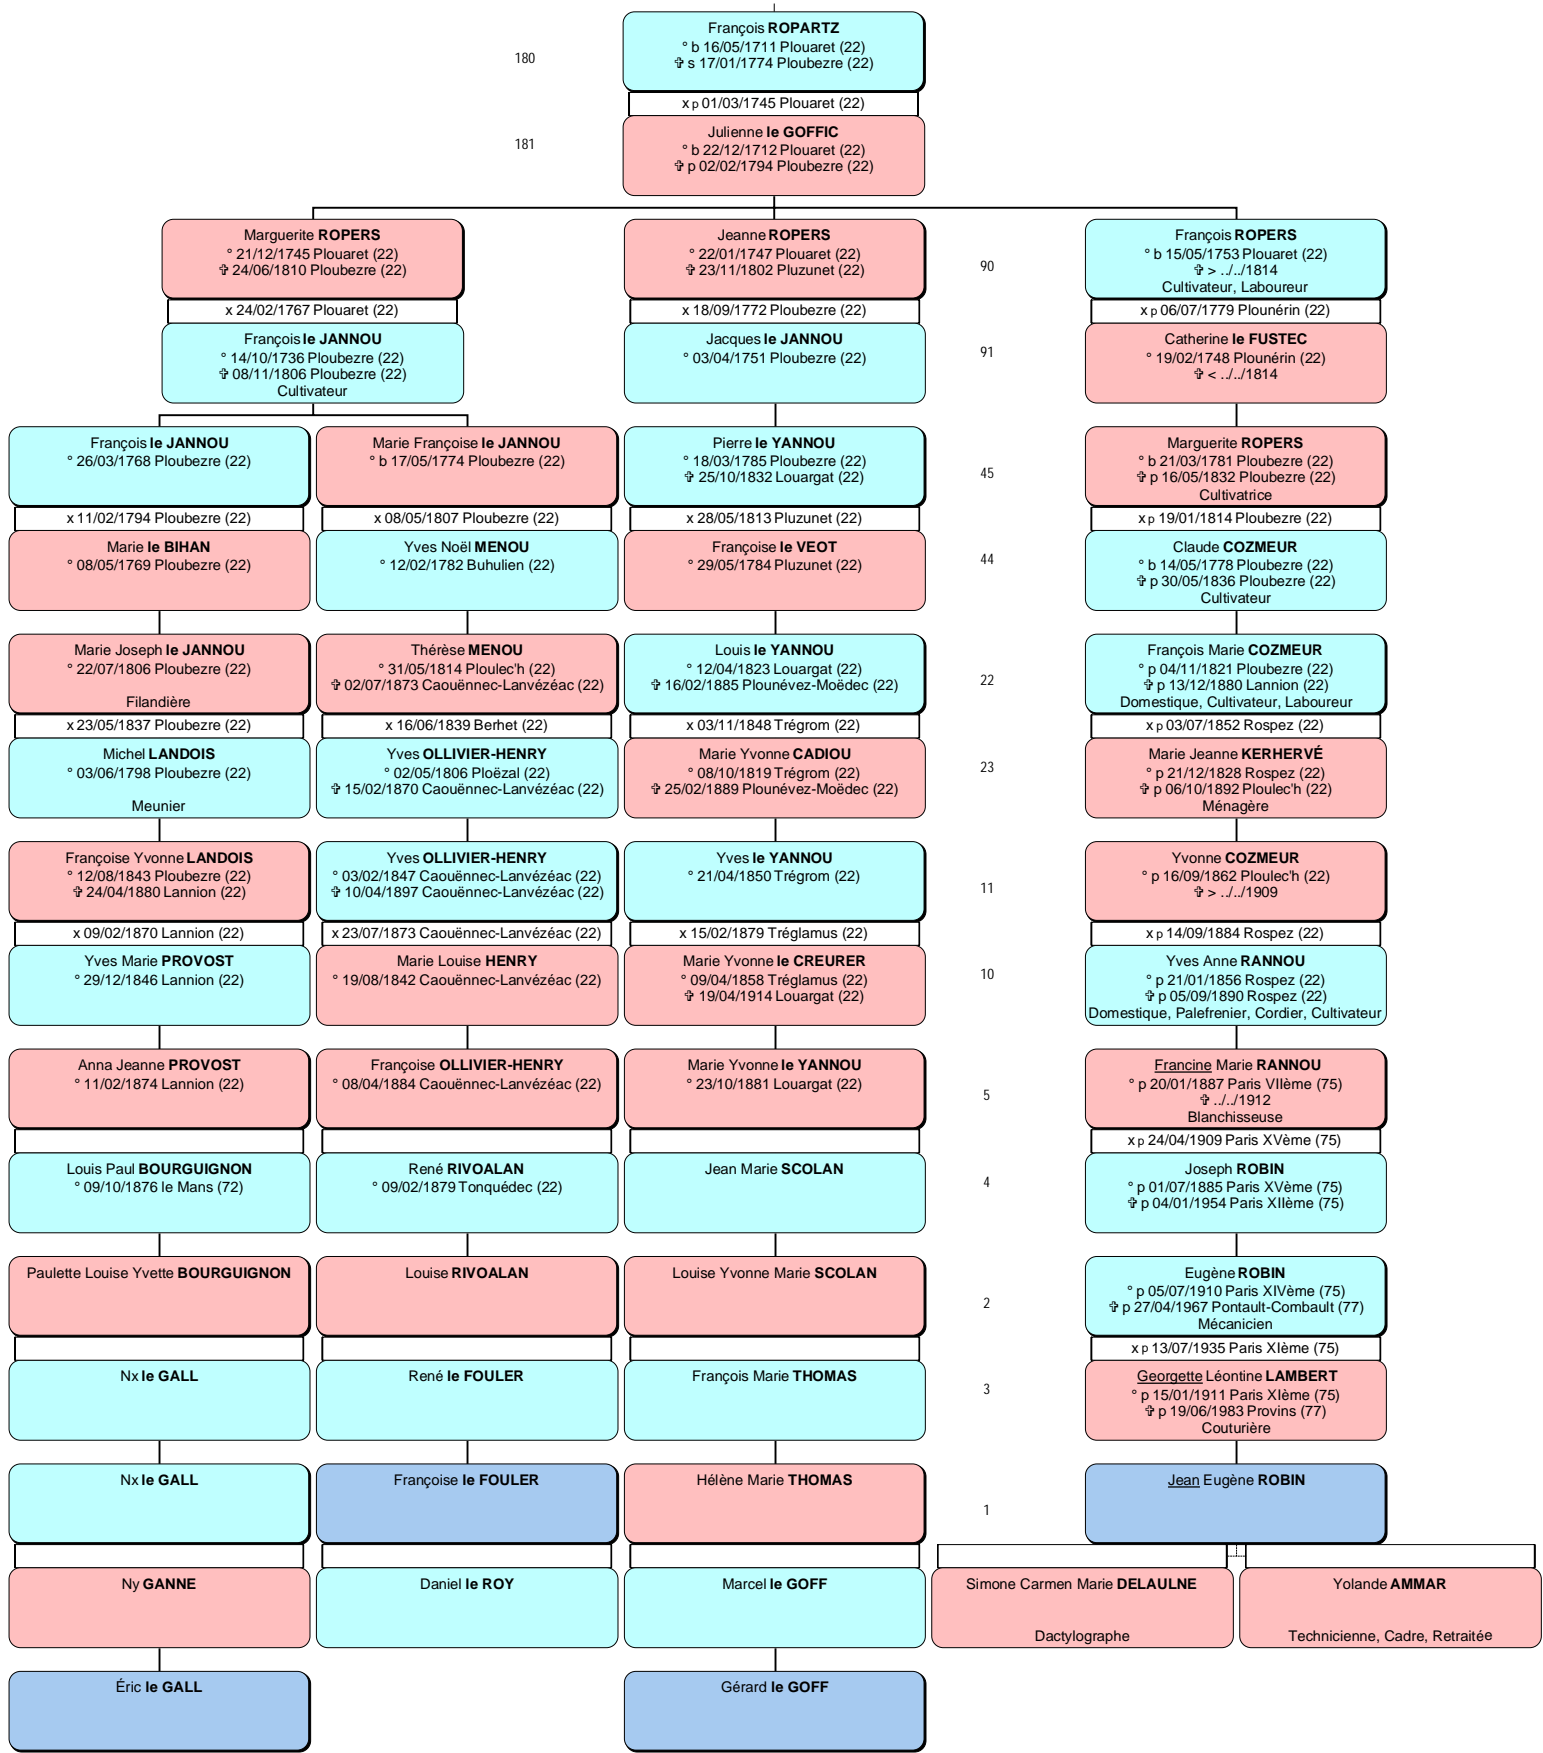 180
François ROPARTZ
° b 16/05/1711 Plouaret (22)
✞ s 17/01/1774 Ploubezre (22)
x p 01/03/1745 Plouaret (22)
181
Julienne le GOFFIC
° b 22/12/1712 Plouaret (22)
✞ p 02/02/1794 Ploubezre (22)
Marguerite ROPERS
° 21/12/1745 Plouaret (22)
✞ 24/06/1810 Ploubezre (22)
x 24/02/1767 Plouaret (22)
François le JANNOU
° 14/10/1736 Ploubezre (22)
✞ 08/11/1806 Ploubezre (22)
Cultivateur
Jeanne ROPERS
° 22/01/1747 Plouaret (22)
✞ 23/11/1802 Pluzunet (22)
x 18/09/1772 Ploubezre (22)
Jacques le JANNOU
° 03/04/1751 Ploubezre (22)
90
François ROPERS
° b 15/05/1753 Plouaret (22)
✞ > ../../1814
Cultivateur, Laboureur
x p 06/07/1779 Plounérin (22)
91
Catherine le FUSTEC
° 19/02/1748 Plounérin (22)
✞ < ../../1814
François le JANNOU
° 26/03/1768 Ploubezre (22)
x 11/02/1794 Ploubezre (22)
Marie le BIHAN
° 08/05/1769 Ploubezre (22)
Marie Françoise le JANNOU
° b 17/05/1774 Ploubezre (22)
x 08/05/1807 Ploubezre (22)
Yves Noël MENOU
° 12/02/1782 Buhulien (22)
Pierre le YANNOU
° 18/03/1785 Ploubezre (22)
✞ 25/10/1832 Louargat (22)
x 28/05/1813 Pluzunet (22)
Françoise le VEOT
° 29/05/1784 Pluzunet (22)
45
Marguerite ROPERS
° b 21/03/1781 Ploubezre (22)
✞ p 16/05/1832 Ploubezre (22)
Cultivatrice
x p 19/01/1814 Ploubezre (22)
44
Claude COZMEUR
° b 14/05/1778 Ploubezre (22)
✞ p 30/05/1836 Ploubezre (22)
Cultivateur
Marie Joseph le JANNOU
° 22/07/1806 Ploubezre (22)
Filandière
x 23/05/1837 Ploubezre (22)
Michel LANDOIS
° 03/06/1798 Ploubezre (22)
Meunier
Thérèse MENOU
° 31/05/1814 Ploulec'h (22)
✞ 02/07/1873 Caouënnec-Lanvézéac (22)
x 16/06/1839 Berhet (22)
Yves OLLIVIER-HENRY
° 02/05/1806 Ploëzal (22)
✞ 15/02/1870 Caouënnec-Lanvézéac (22)
Louis le YANNOU
° 12/04/1823 Louargat (22)
✞ 16/02/1885 Plounévez-Moëdec (22)
x 03/11/1848 Trégrom (22)
Marie Yvonne CADIOU
° 08/10/1819 Trégrom (22)
✞ 25/02/1889 Plounévez-Moëdec (22)
22
François Marie COZMEUR
° p 04/11/1821 Ploubezre (22)
✞ p 13/12/1880 Lannion (22)
Domestique, Cultivateur, Laboureur
x p 03/07/1852 Rospez (22)
23
Marie Jeanne KERHERVÉ
° p 21/12/1828 Rospez (22)
✞ p 06/10/1892 Ploulec'h (22)
Ménagère
Françoise Yvonne LANDOIS
° 12/08/1843 Ploubezre (22)
✞ 24/04/1880 Lannion (22)
x 09/02/1870 Lannion (22)
Yves Marie PROVOST
° 29/12/1846 Lannion (22)
Yves OLLIVIER-HENRY
° 03/02/1847 Caouënnec-Lanvézéac (22)
✞ 10/04/1897 Caouënnec-Lanvézéac (22)
x 23/07/1873 Caouënnec-Lanvézéac (22)
Marie Louise HENRY
° 19/08/1842 Caouënnec-Lanvézéac (22)
Yves le YANNOU
° 21/04/1850 Trégrom (22)
x 15/02/1879 Tréglamus (22)
Marie Yvonne le CREURER
° 09/04/1858 Tréglamus (22)
✞ 19/04/1914 Louargat (22)
11
Yvonne COZMEUR
° p 16/09/1862 Ploulec'h (22)
✞ > ../../1909
x p 14/09/1884 Rospez (22)
10
Yves Anne RANNOU
° p 21/01/1856 Rospez (22)
✞ p 05/09/1890 Rospez (22)
Domestique, Palefrenier, Cordier, Cultivateur
Anna Jeanne PROVOST
° 11/02/1874 Lannion (22)
Louis Paul BOURGUIGNON
° 09/10/1876 le Mans (72)
Françoise OLLIVIER-HENRY
° 08/04/1884 Caouënnec-Lanvézéac (22)
René RIVOALAN
° 09/02/1879 Tonquédec (22)
Marie Yvonne le YANNOU
° 23/10/1881 Louargat (22)
Jean Marie SCOLAN
5
Francine Marie RANNOU
° p 20/01/1887 Paris VIIème (75)
✞ ../../1912
Blanchisseuse
x p 24/04/1909 Paris XVème (75)
4
Joseph ROBIN
° p 01/07/1885 Paris XVème (75)
✞ p 04/01/1954 Paris XIIème (75)
Paulette Louise Yvette BOURGUIGNON
Nx le GALL
Louise RIVOALAN
René le FOULER
Louise Yvonne Marie SCOLAN
François Marie THOMAS
2
Eugène ROBIN
° p 05/07/1910 Paris XIVème (75)
✞ p 27/04/1967 Pontault-Combault (77)
Mécanicien
x p 13/07/1935 Paris XIème (75)
3
Georgette Léontine LAMBERT
° p 15/01/1911 Paris XIème (75)
✞ p 19/06/1983 Provins (77)
Couturière
Nx le GALL
Ny GANNE
Françoise le FOULER
Daniel le ROY
Hélène Marie THOMAS
Marcel le GOFF
1
Jean Eugène ROBIN
Simone Carmen Marie DELAULNE
Dactylographe
Yolande AMMAR
Technicienne, Cadre, Retraitée
Éric le GALL
Gérard le GOFF